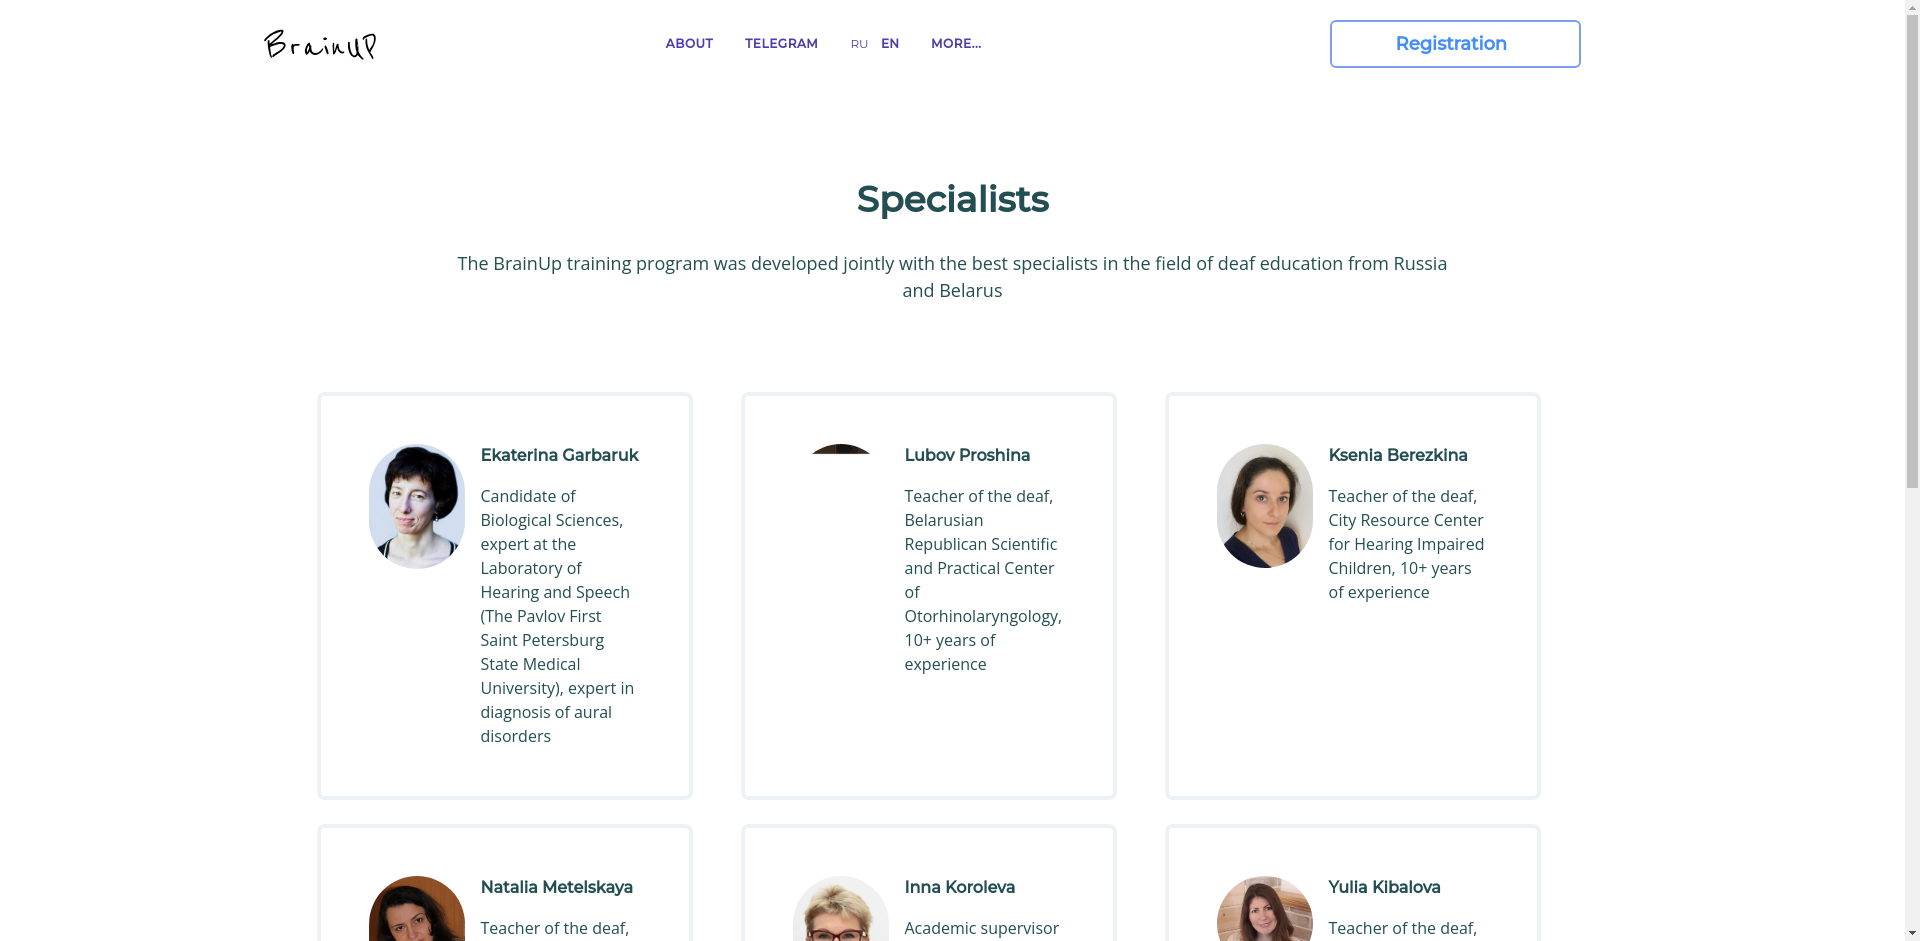 BrainUP
ABOUT
TELEGRAM
RU
EN
MORE...
Registration
Specialists
The BrainUp training program was developed jointly with the best specialists in the field of deaf education from Russia
and Belarus
Ekaterina Garbaruk
Candidate of
Biological Sciences,
expert at the
Laboratory of
Hearing and Speech
(The Pavlov First
Saint Petersburg
State Medical
University), expert in
diagnosis of aural
disorders
Lubov Proshina
Teacher of the deaf,
Belarusian
Republican Scientific
and Practical Center
of
Otorhinolaryngology,
10+ years of
experience
Ksenia Berezkina
Teacher of the deaf,
City Resource Center
for Hearing Impaired
Children, 10+ years
of experience
Natalia Metelskaya
Teacher of the deaf,
Inna Koroleva
Academic supervisor
Yulia Kibalova
Teacher of the deaf,